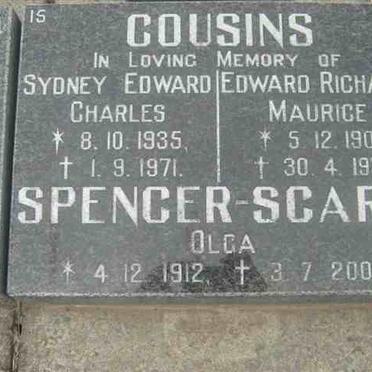 15
COUSINS
IN LOVING MEMORY OF
SYDNEY EDWARD EDWARD RICHA
CHARLES MAURICE
* 8.10.1935, * 5.12.190
† 1.9.1971. † 30.4.19
SPENCER-SCAR
OLGA
* 4 12 1912, † 3 7 200